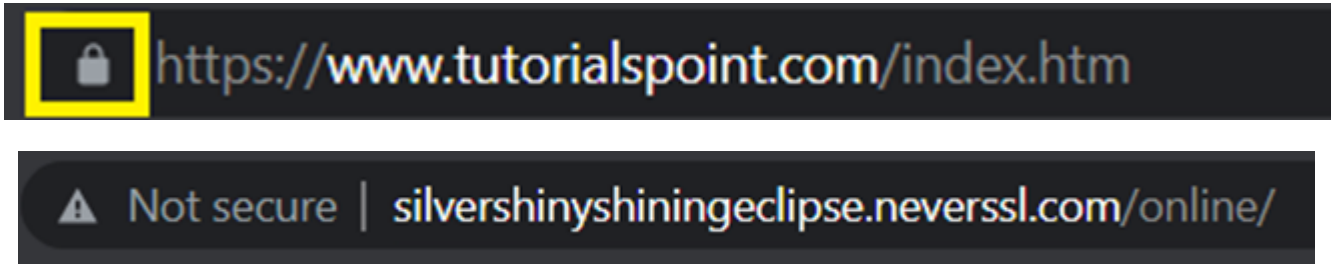 https://www.tutorialspoint.com/index.htm
Not secure | silvershinyshiningeclipse.neverssl.com/online/